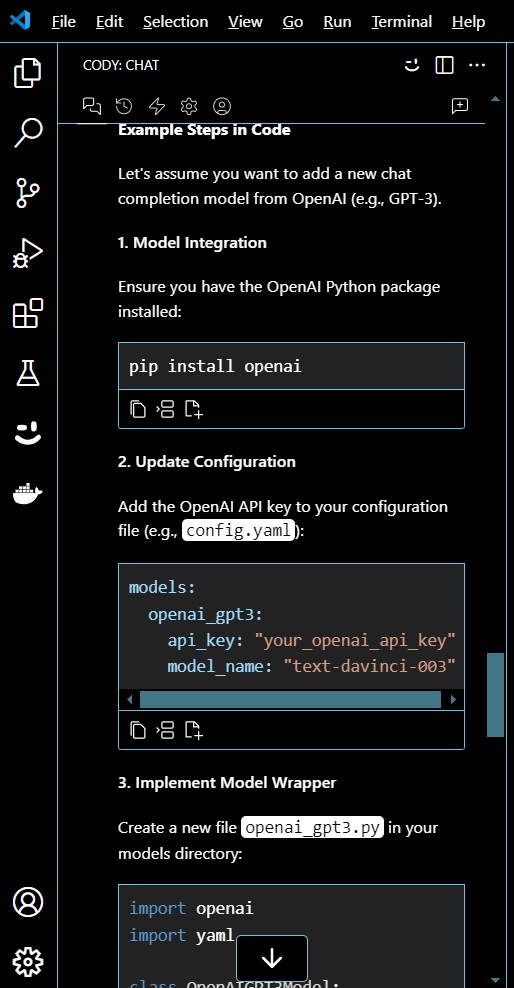 File Edit Selection View Go Run Terminal Help
CODY: CHAT
Example Steps in Code
Let's assume you want to add a new chat
completion model from OpenAI (e.g., GPT-3).
1. Model Integration
Ensure you have the OpenAI Python package
installed:
pip install openai
2. Update Configuration
Add the OpenAI API key to your configuration
file (e.g., config.yaml):
models:
openai_gpt3:
api_key: "your_openai_api_key"
model_name: "text-davinci-003"
3. Implement Model Wrapper
Create a new file openai_gpt3.py in your
models directory:
import openai
import yaml
class OpenAIGPT3Model: